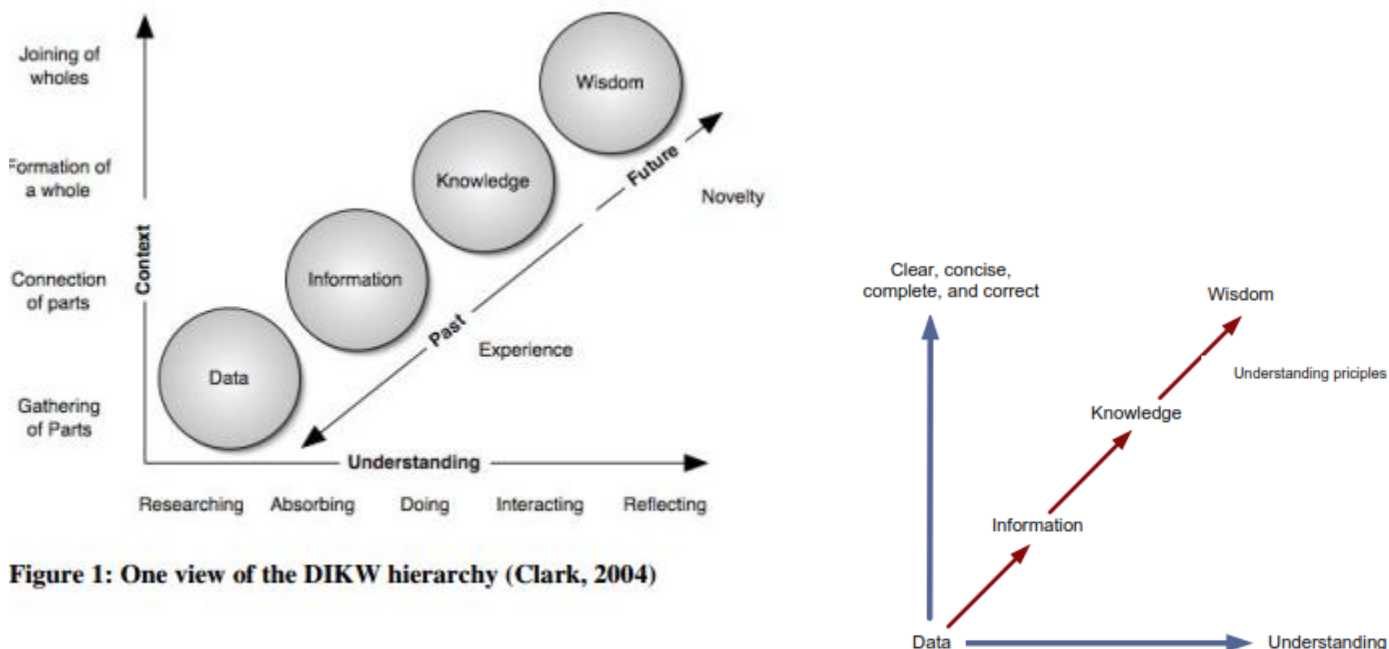 Joining of
wholes
Wisdom
Formation of
a whole
Knowledge
Future
Novelty
Context
Connection
of parts
Information
Past
Experience
Data
Gathering
of Parts
Understanding
Researching
Absorbing
Doing
Interacting
Reflecting
Figure 1: One view of the DIKW hierarchy (Clark, 2004)
Clear, concise,
complete, and correct
Wisdom
Understanding priciples
Knowledge
Information
Data
Understanding